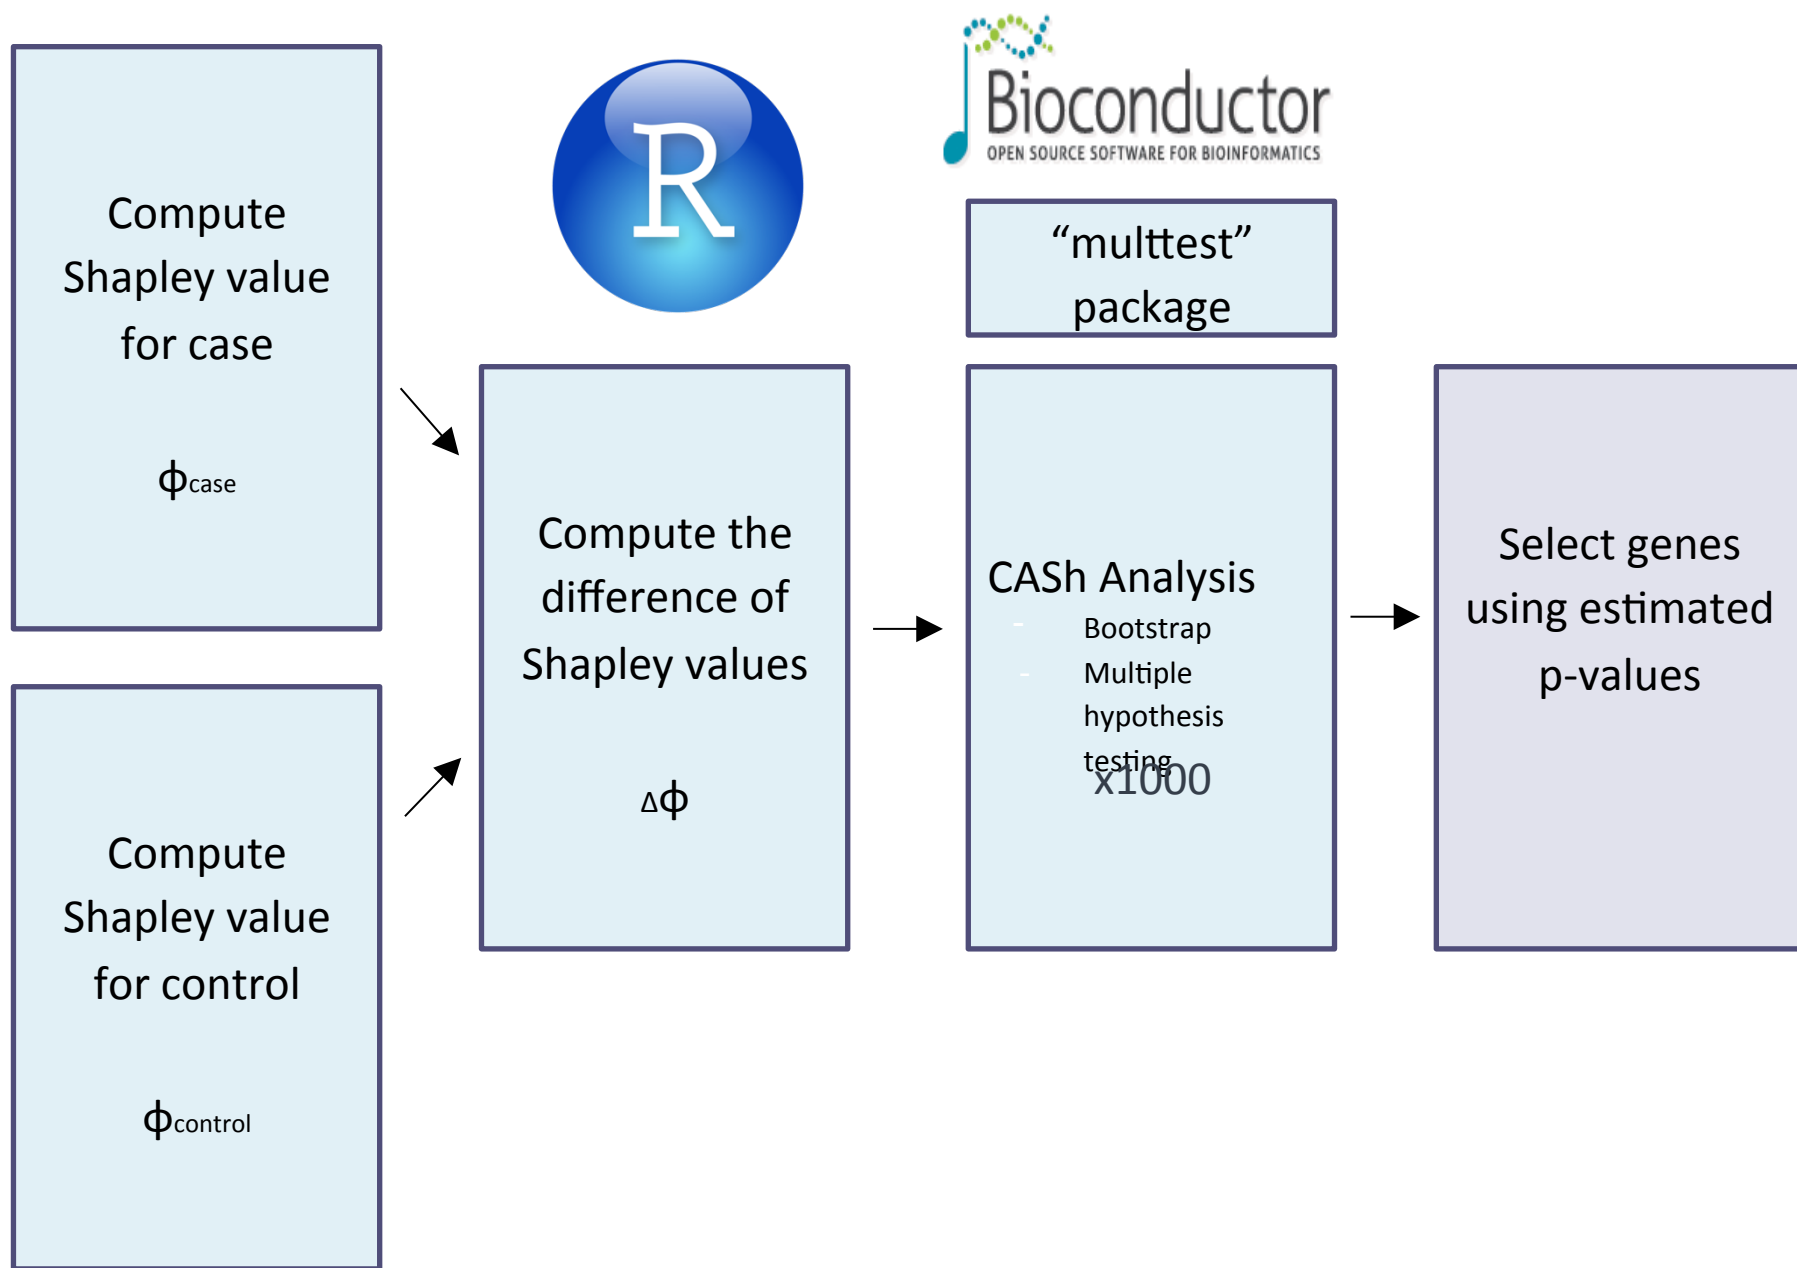 Compute
Shapley value
for case
ϕcase
Compute
Shapley value
for control
ϕcontrol
R
Compute the
difference of
Shapley values
Δϕ
Bioconductor
OPEN SOURCE SOFTWARE FOR BIOINFORMATICS
“multtest”
package
CASh Analysis
- Bootstrap
- Multiple
hypothesis
testing
x1000
Select genes
using estimated
p-values